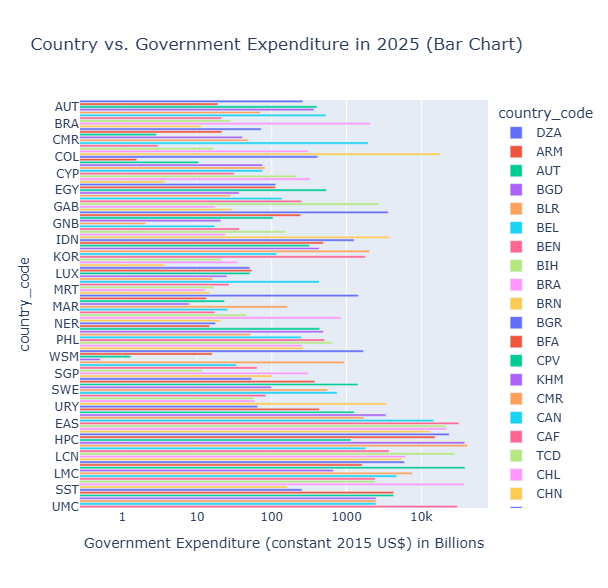 Country vs. Government Expenditure in 2025 (Bar Chart)
country_code
DZA
ARM
AUT
BGD
BLR
BEL
BEN
BIH
BRA
BRN
BGR
BFA
CPV
KHM
CMR
CAN
CAF
TCD
CHL
CHN
AUT
BRA
CMR
COL
CYP
EGY
GAB
GNB
IDN
KOR
LUX
MRT
MAR
NER
PHL
WSM
SGP
SWE
URY
EAS
HPC
LCN
LMC
SST
UMC
country_code
1
10
100
1000
10k
Government Expenditure (constant 2015 US$) in Billions